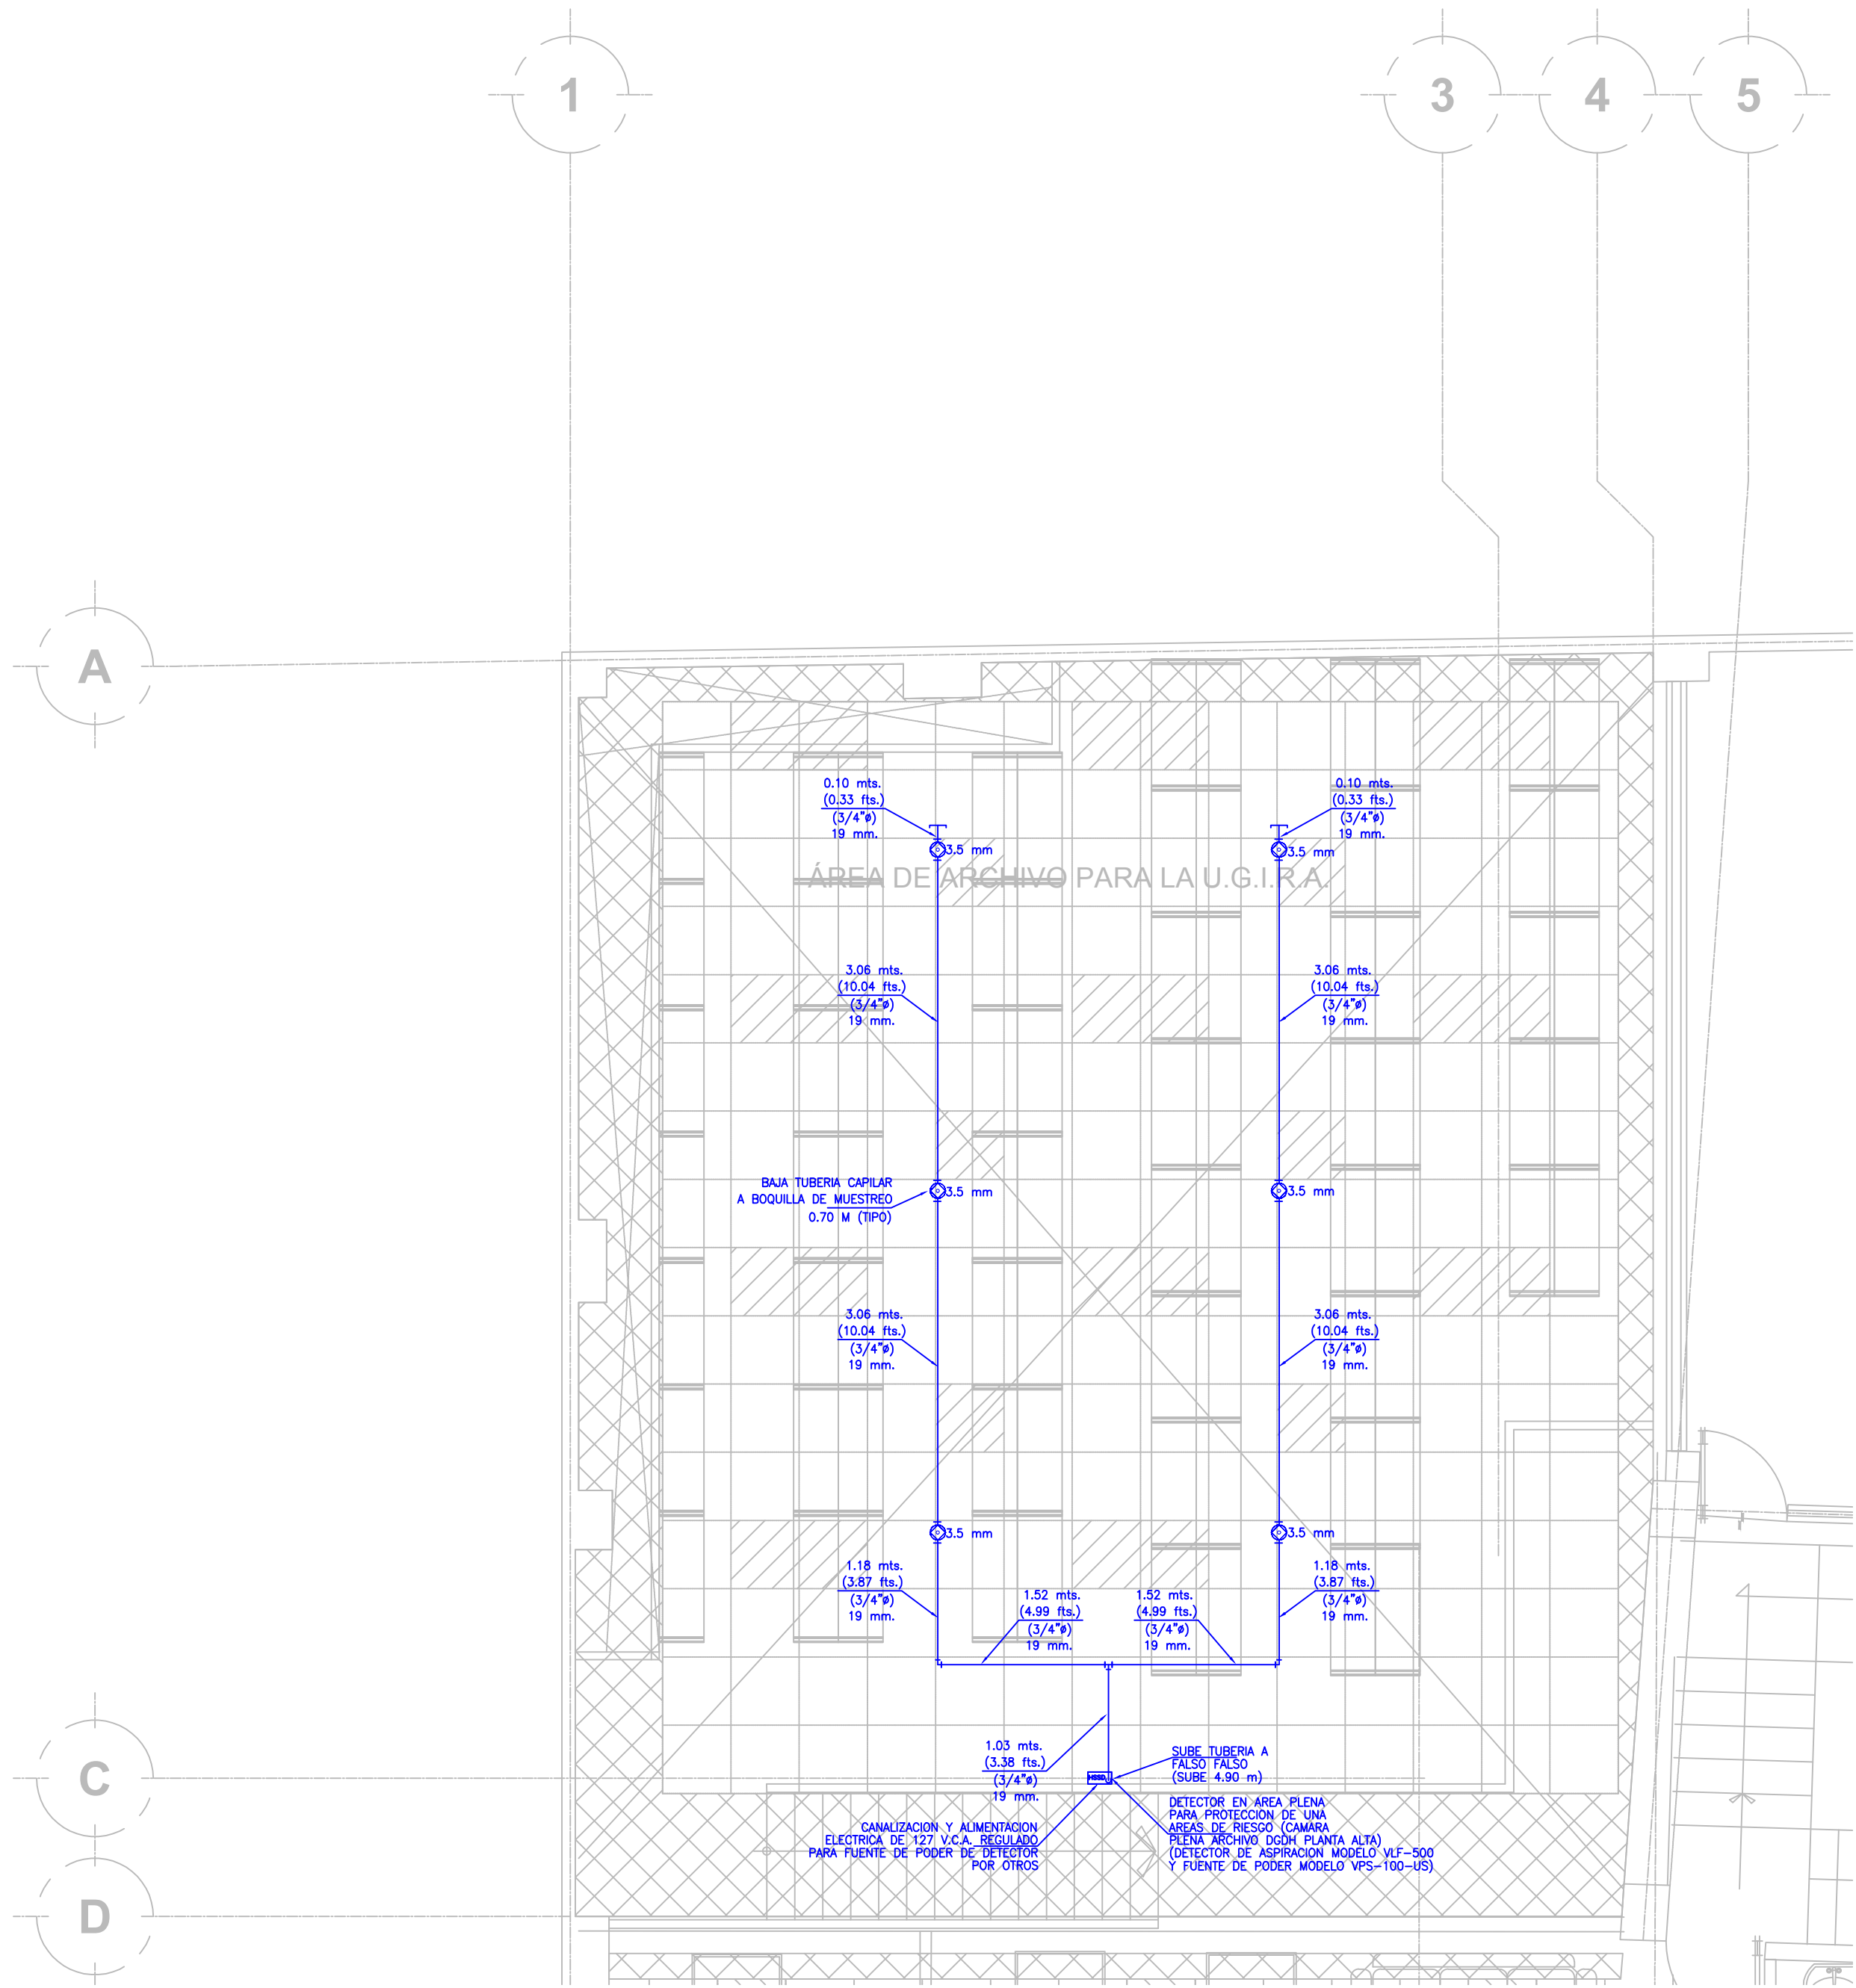 1
3
4
5
A
0.10 mts.
(0.33 fts.)
(3/4"ø)
19 mm.
0.10 mts.
(0.33 fts.)
(3/4"ø)
19 mm.
3.5 mm
3.5 mm
ÁREA DE ARCHIVO PARA LA U.G.I.R.A.
3.06 mts.
(10.04 fts.)
(3/4"ø)
19 mm.
3.06 mts.
(10.04 fts.)
(3/4"ø)
19 mm.
BAJA TUBERIA CAPILAR
A BOQUILLA DE MUESTREO
0.70 M (TIPO)
3.5 mm
3.5 mm
3.06 mts.
(10.04 fts.)
(3/4"ø)
19 mm.
3.06 mts.
(10.04 fts.)
(3/4"ø)
19 mm.
3.5 mm
3.5 mm
1.18 mts.
(3.87 fts.)
(3/4"ø)
19 mm.
1.52 mts.
(4.99 fts.)
(3/4"ø)
19 mm.
1.52 mts.
(4.99 fts.)
(3/4"ø)
19 mm.
1.18 mts.
(3.87 fts.)
(3/4"ø)
19 mm.
C
1.03 mts.
(3.38 fts.)
(3/4"ø)
19 mm.
HSSD
SUBE TUBERIA A
FALSO FALSO
(SUBE 4.90 m)
CANALIZACION Y ALIMENTACION
ELECTRICA DE 127 V.C.A. REGULADO
PARA FUENTE DE PODER DE DETECTOR
POR OTROS
DETECTOR EN AREA PLENA
PARA PROTECCION DE UNA
AREAS DE RIESGO (CAMARA
PLENA ARCHIVO DGDH PLANTA ALTA)
(DETECTOR DE ASPIRACION MODELO VLF-500
Y FUENTE DE PODER MODELO VPS-100-US)
D